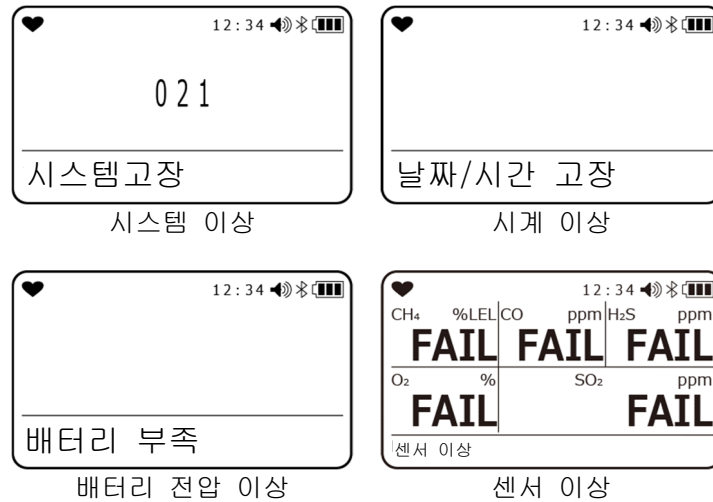 12:34
021
시스템고장
시스템 이상
12:34
날짜/시간 고장
시계 이상
12:34
배터리 부족
배터리 전압 이상
12:34
CH₄ %LEL CO ppm H₂S ppm
FAIL FAIL FAIL
O₂ % SO₂ ppm
FAIL FAIL
센서 이상
센서 이상